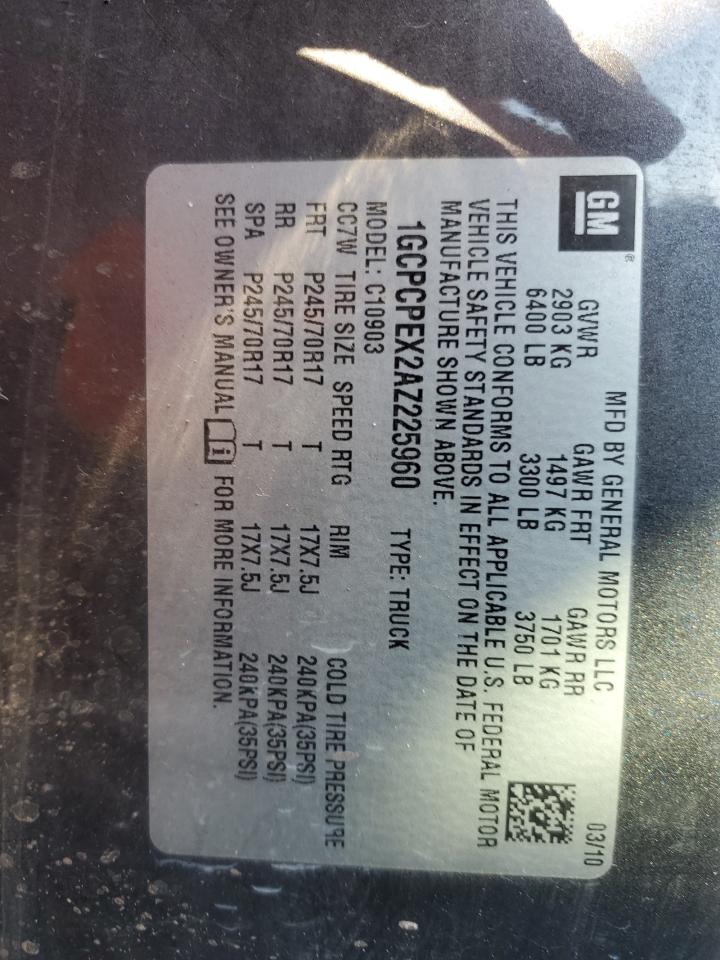 GM®
MFD BY GENERAL MOTORS LLC 03/10
GVWR GAWR FRT GAWR RR
2903 KG 1497 KG 1701 KG
6400 LB 3300 LB 3750 LB
THIS VEHICLE CONFORMS TO ALL APPLICABLE U.S. FEDERAL MOTOR
VEHICLE SAFETY STANDARDS IN EFFECT ON THE DATE OF
MANUFACTURE SHOWN ABOVE.
1GCPCPEX2AZ225960 TYPE: TRUCK
MODEL: C10903
CC7W TIRE SIZE SPEED RTG RIM COLD TIRE PRESSURE
FRT P245/70R17 T 17X7.5J 240KPA(35PSI)
RR P245/70R17 T 17X7.5J 240KPA(35PSI)
SPA P245/70R17 T 17X7.5J 240KPA(35PSI)
SEE OWNER'S MANUAL i FOR MORE INFORMATION.